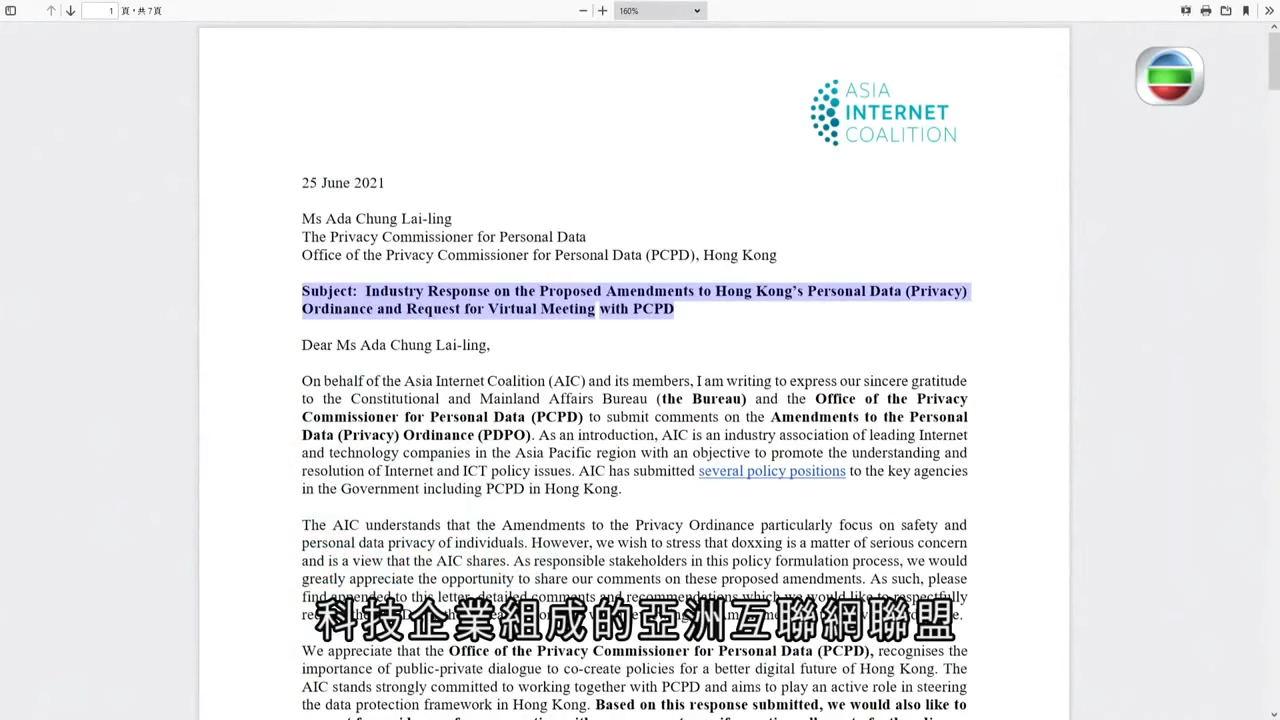 1 頁,共 7 頁
160%
ASIA
INTERNET
COALITION
25 June 2021
Ms Ada Chung Lai-ling
The Privacy Commissioner for Personal Data
Office of the Privacy Commissioner for Personal Data (PCPD), Hong Kong
Subject: Industry Response on the Proposed Amendments to Hong Kong's Personal Data (Privacy)
Ordinance and Request for Virtual Meeting with PCPD
Dear Ms Ada Chung Lai-ling,
On behalf of the Asia Internet Coalition (AIC) and its members, I am writing to express our sincere gratitude
to the Constitutional and Mainland Affairs Bureau (the Bureau) and the Office of the Privacy
Commissioner for Personal Data (PCPD) to submit comments on the Amendments to the Personal
Data (Privacy) Ordinance (PDPO). As an introduction, AIC is an industry association of leading Internet
and technology companies in the Asia Pacific region with an objective to promote the understanding and
resolution of Internet and ICT policy issues. AIC has submitted several policy positions to the key agencies
in the Government including PCPD in Hong Kong.
The AIC understands that the Amendments to the Privacy Ordinance particularly focus on safety and
personal data privacy of individuals. However, we wish to stress that doxxing is a matter of serious concern
and is a view that the AIC shares. As responsible stakeholders in this policy formulation process, we would
greatly appreciate the opportunity to share our comments on these proposed amendments. As such, please
find appended to this letter, detailed comments and recommendations which we would like to respectfully
科技企業組成的亞洲互聯網聯盟
We appreciate that the Office of the Privacy Commissioner for Personal Data (PCPD), recognises the
importance of public-private dialogue to co-create policies for a better digital future of Hong Kong. The
AIC stands strongly committed to working together with PCPD and aims to play an active role in steering
the data protection framework in Hong Kong. Based on this response submitted, we would also like to